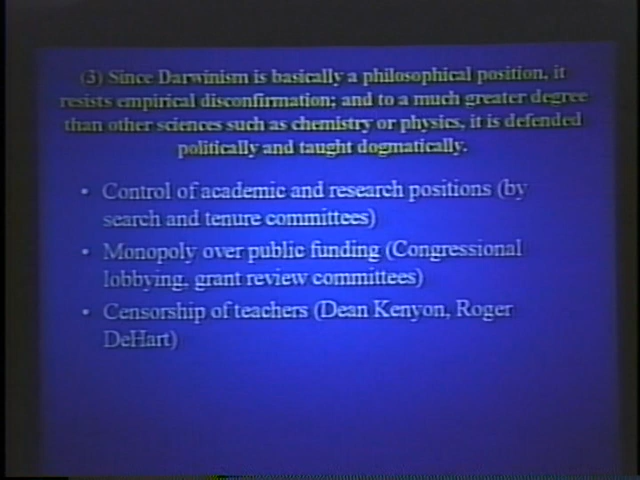 (3) Since Darwinism is basically a philosophical position, it
resists empirical disconfirmation; and to a much greater degree
than other sciences such as chemistry or physics, it is defended
politically and taught dogmatically.
• Control of academic and research positions (by
search and tenure committees)
• Monopoly over public funding (Congressional
lobbying, grant review committees)
• Censorship of teachers (Dean Kenyon, Roger
DeHart)